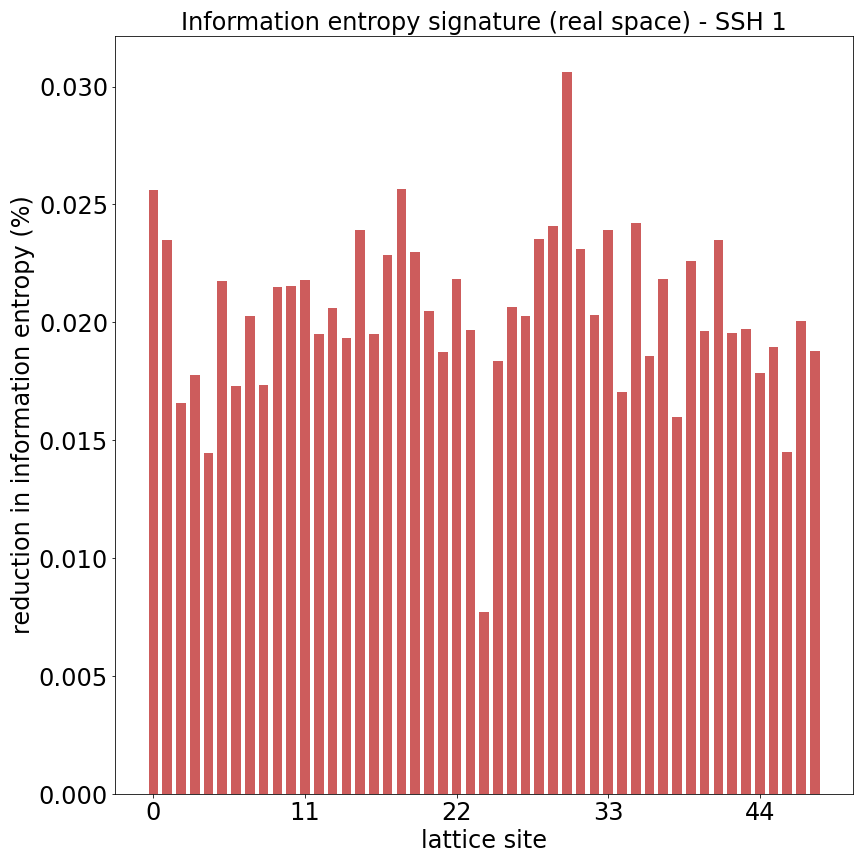 Information entropy signature (real space) - SSH 1
reduction in information entropy (%)
0.030
0.025
0.020
0.015
0.010
0.005
0.000
0 11 22 33 44
lattice site